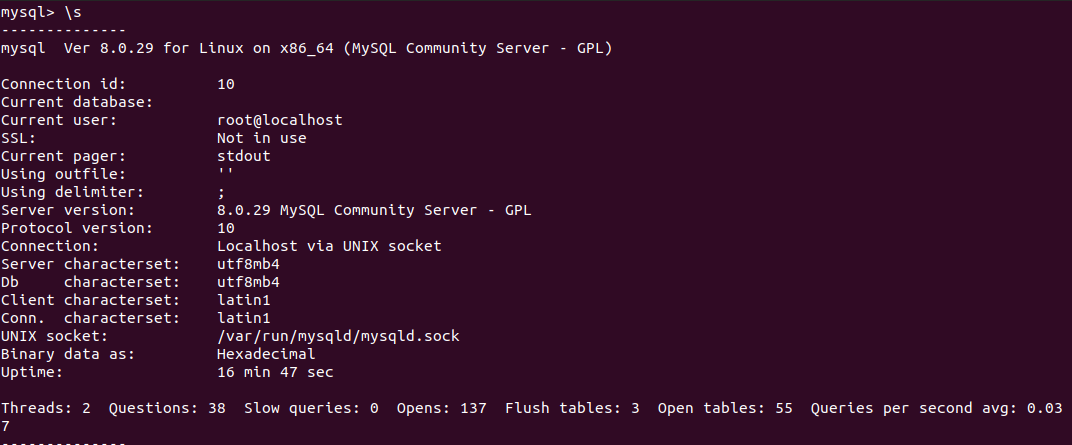 mysql> \s
--------------
mysql  Ver 8.0.29 for Linux on x86_64 (MySQL Community Server - GPL)
Connection id:          10
Current database:
Current user:           root@localhost
SSL:                    Not in use
Current pager:          stdout
Using outfile:          ''
Using delimiter:        ;
Server version:         8.0.29 MySQL Community Server - GPL
Protocol version:       10
Connection:             Localhost via UNIX socket
Server characterset:    utf8mb4
Db     characterset:    utf8mb4
Client characterset:    latin1
Conn.  characterset:    latin1
UNIX socket:            /var/run/mysqld/mysqld.sock
Binary data as:         Hexadecimal
Uptime:                 16 min 47 sec
Threads: 2  Questions: 38  Slow queries: 0  Opens: 137  Flush tables: 3  Open tables: 55  Queries per second avg: 0.03
7
--------------